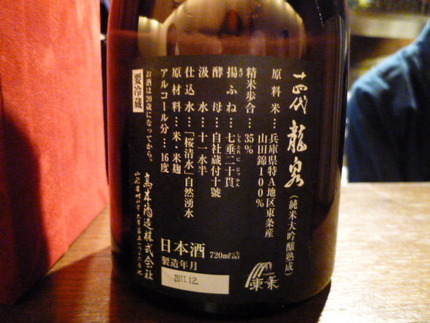 十四代 龍泉 (純米大吟醸熟成)
原料米・兵庫県特A地区東条産
山田錦100%
精米歩合・35%
揚ふね・七垂二十貫
酵母・自社蔵付十號
汲水・十一水半
仕込水・「桜清水」自然湧水
原材料・米・米麹
アルコール分・16度
お酒は20歳になってから。
要冷蔵
高木酒造株式会社
日本酒 720ml詰
製造年月
2011.12
東条